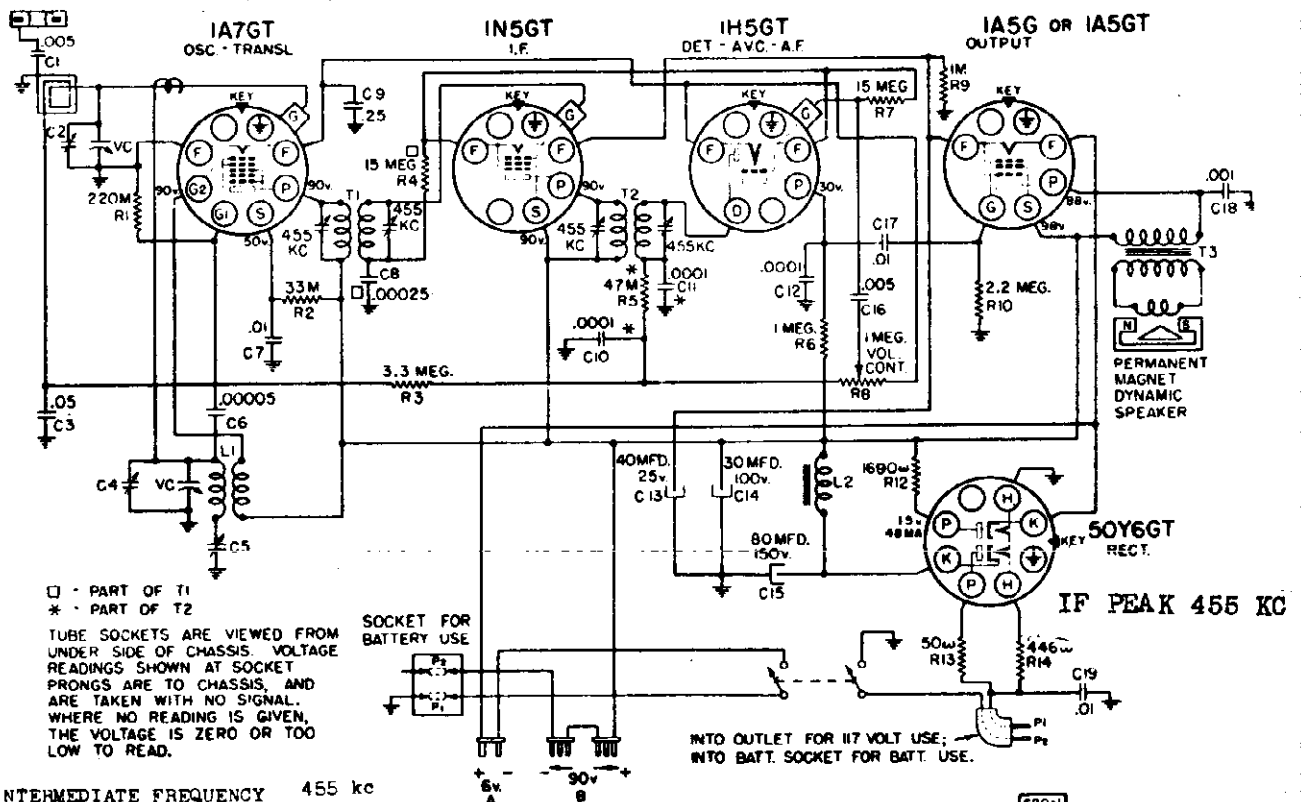 1A7GT
OSC.-TRANSL
1N5GT
I.F.
1H5GT
DET-A.V.C.-A.F.
1A5G OR 1A5GT
OUTPUT
.005
C1
C2
VC
220M
R1
KEY
G
F
F
G2
P
G1
S
90v
90v
50v
C9
.25
15 MEG
R4
T1
455
KC
455
KC
C8
□.00025
33M
R2
.01
C7
KEY
G
F
F
P
S
90v
90v
T2
455
KC
455KC
*
47M
R5
.0001
C11
*
.0001
*
C10
KEY
G
F
F
D
P
30v.
15 MEG
R7
1M
R9
C17
.01
.0001
C12
.005
C16
1 MEG.
R6
1 MEG.
VOL.
CONT.
R8
KEY
F
F
P
G
S
88v.
98v
.001
C18
T3
2.2 MEG.
R10
N
S
PERMANENT
MAGNET
DYNAMIC
SPEAKER
3.3 MEG.
R3
.05
C3
.00005
C6
L1
C4
VC
C5
40MFD.
25v.
C13
30MFD.
100v.
C14
L2
1690ω
R12
80MFD.
150v.
C15
48MA
H
P
K
K
P
H
KEY
50Y6GT
RECT.
IF PEAK 455 KC
□ - PART OF T1
* - PART OF T2
TUBE SOCKETS ARE VIEWED FROM
UNDER SIDE OF CHASSIS. VOLTAGE
READINGS SHOWN AT SOCKET
PRONGS ARE TO CHASSIS, AND
ARE TAKEN WITH NO SIGNAL.
WHERE NO READING IS GIVEN,
THE VOLTAGE IS ZERO OR TOO
LOW TO READ.
SOCKET FOR
BATTERY USE
P2
P1
50ω
R13
446ω
R14
C19
.01
P1
P2
INTO OUTLET FOR 117 VOLT USE;
INTO BATT. SOCKET FOR BATT. USE.
+ 6v. -
A
- 90v +
B
NTERMEDIATE FREQUENCY 455 kc